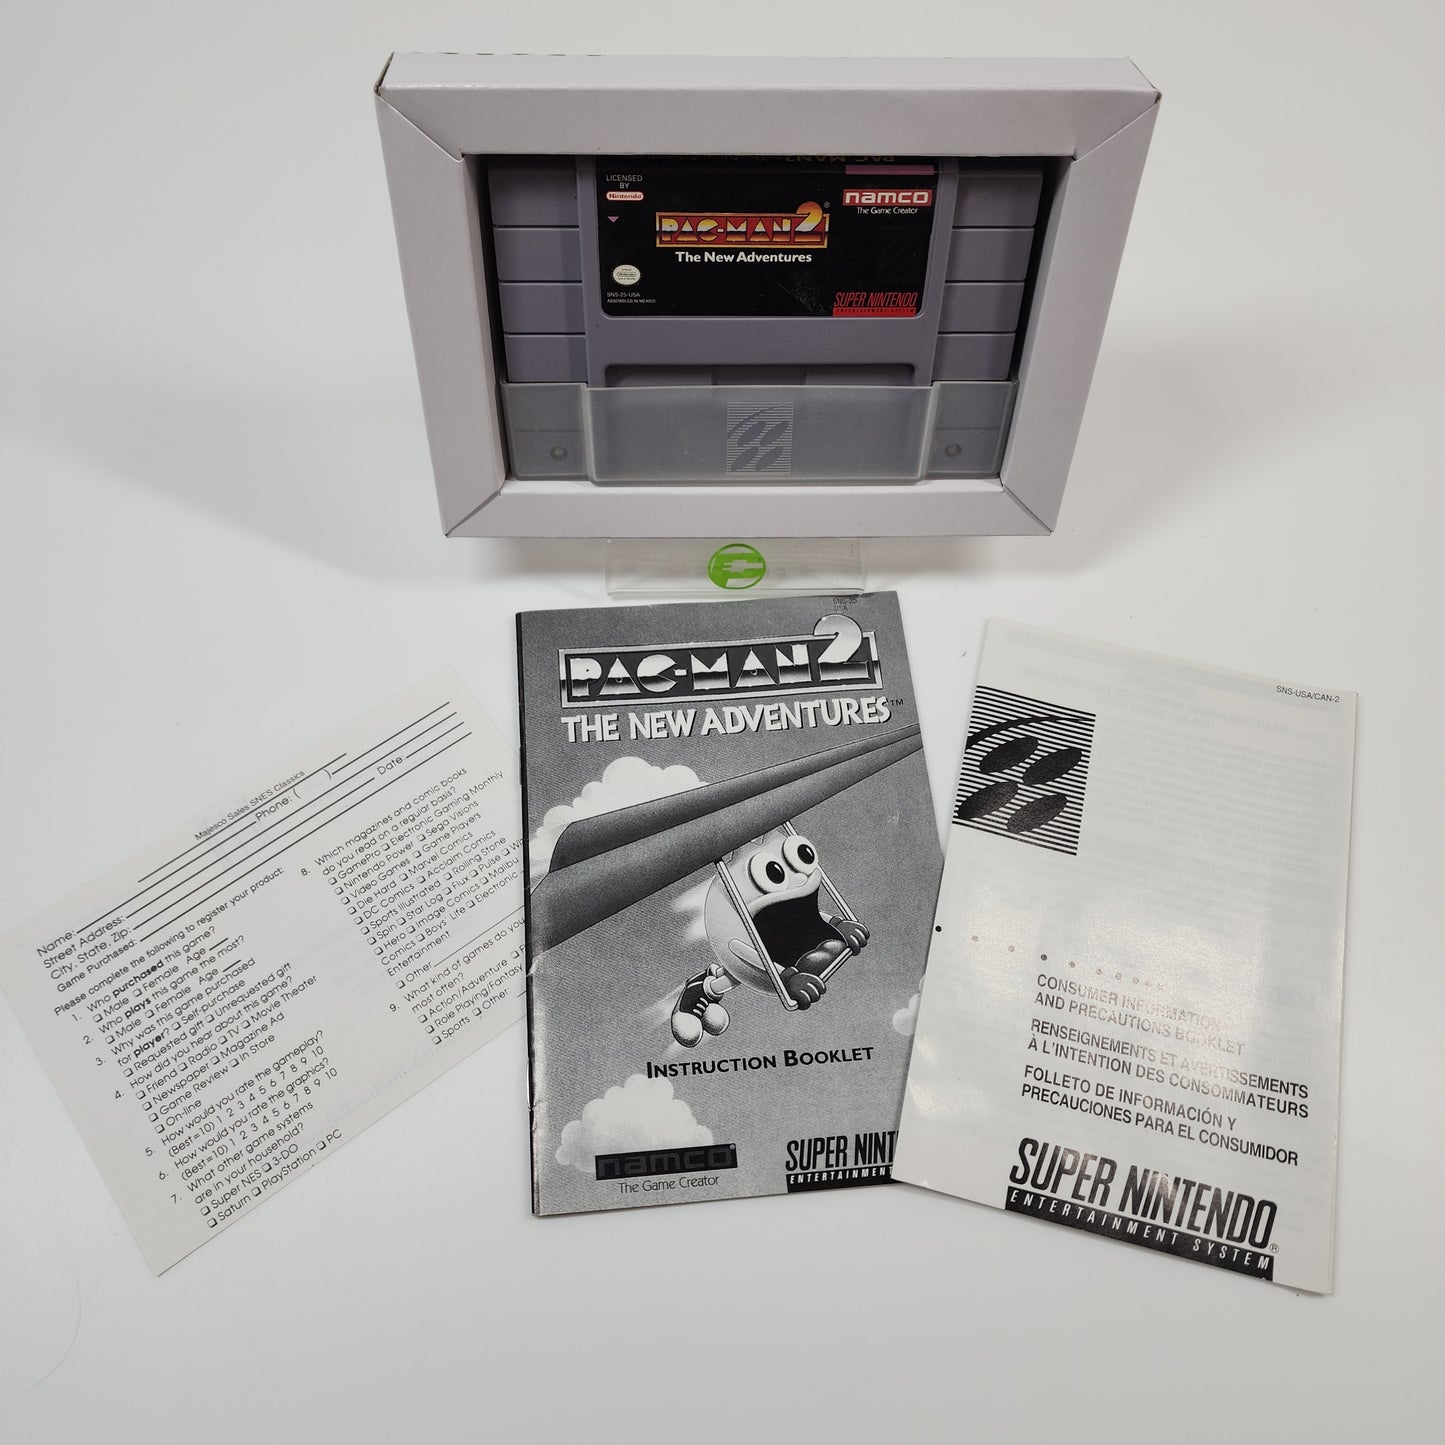 LICENSED
BY
Nintendo
namco
The Game Creator
PAC-MAN 2
The New Adventures
SNS-25-USA
ASSEMBLED IN MEXICO
SUPER NINTENDO
ENTERTAINMENT SYSTEM
SNS-25
USA
PAC-MAN 2
THE NEW ADVENTURES™
INSTRUCTION BOOKLET
namco
The Game Creator
SUPER NINT
ENTERTAINMENT
SNS-USA/CAN-2
CONSUMER INFORMATION
AND PRECAUTIONS BOOKLET
RENSEIGNEMENTS ET AVERTISSEMENTS
À L'INTENTION DES CONSOMMATEURS
FOLLETO DE INFORMACIÓN Y
PRECAUCIONES PARA EL CONSUMIDOR
SUPER NINTENDO®
ENTERTAINMENT SYSTEM
Majesco Sales SNES Classics
Name:
Phone: ( )
Street Address:
City, State, Zip:
Game Purchased:
Date:
Please complete the following to register your product:
1. Who purchased this game?
❏ Male ❏ Female Age
2. Who plays this game the most?
❏ Male ❏ Female Age
3. Why was this game purchased
for player? ❏ Self-purchase
❏ Requested gift ❏ Unrequested gift
4. How did you hear about this game?
❏ Friend ❏ Radio ❏ TV ❏ Movie Theater
❏ Newspaper ❏ Magazine Ad
❏ Game Review ❏ In Store
❏ On-line
5. How would you rate the gameplay?
(Best=10) 1 2 3 4 5 6 7 8 9 10
6. How would you rate the graphics?
(Best=10) 1 2 3 4 5 6 7 8 9 10
7. What other game systems
are in your household?
❏ Super NES ❏ 3-DO
❏ Saturn ❏ PlayStation ❏ PC
8. Which magazines and comic books
do you read on a regular basis?
❏ GamePro ❏ Electronic Gaming Monthly
❏ Nintendo Power ❏ Sega Visions
❏ Video Games ❏ Game Players
❏ Die Hard ❏ Marvel Comics
❏ DC Comics ❏ Acclaim Comics
❏ Sports Illustrated ❏ Rolling Stone
❏ Spin ❏ Star Log ❏ Flux ❏ Pulse ❏
❏ Hero ❏ Image Comics ❏ Malibu
Comics ❏ Boys' Life ❏ Electronic
Entertainment
❏ Other
9. What kind of games do you
most often?
❏ Action/Adventure ❏
❏ Role Playing/Fantasy
❏ Sports ❏ Other: